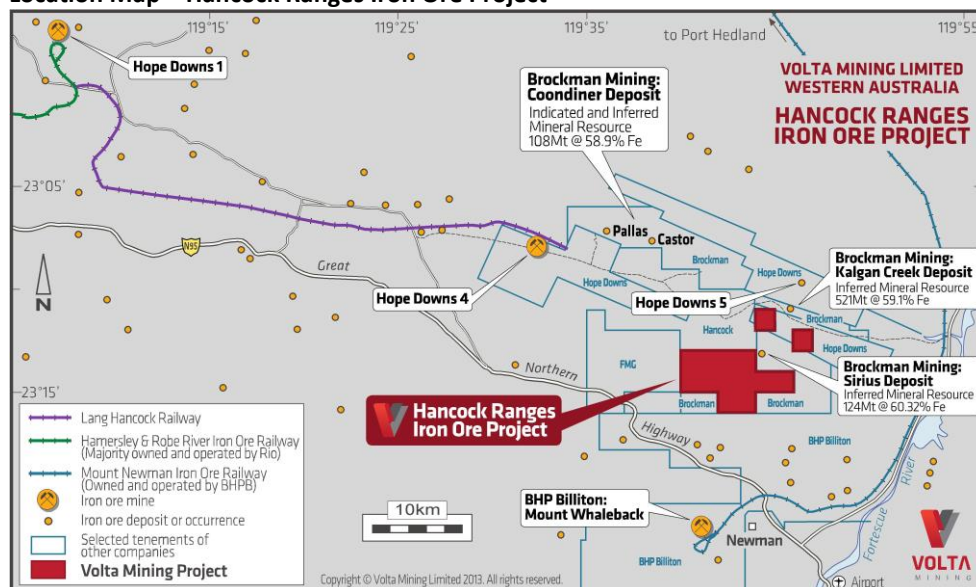 Location Map – Hancock Ranges Iron Ore Project
119°15'
119°25'
119°35'
119°55'
to Port Hedland
Hope Downs 1
VOLTA MINING LIMITED
WESTERN AUSTRALIA
HANCOCK RANGES
IRON ORE PROJECT
Brockman Mining:
Coondiner Deposit
Indicated and Inferred
Mineral Resource
108Mt @ 58.9% Fe
23°05'
N95
Great
N
Pallas
Castor
Brockman
Hope Downs
Hope Downs
Brockman Mining:
Kalgan Creek Deposit
Inferred Mineral Resource
521Mt @ 59.1% Fe
Hope Downs 4
Hope Downs 5
Hancock
Brockman
Hope Downs
FMG
Northern
23°15'
Brockman Mining:
Sirius Deposit
Inferred Mineral Resource
124Mt @ 60.32% Fe
Hancock Ranges
Iron Ore Project
Brockman
Brockman
Highway
BHP Billiton
River
Fortescue
Lang Hancock Railway
Hamersley & Robe River Iron Ore Railway
(Majority owned and operated by Rio)
Mount Newman Iron Ore Railway
(Owned and operated by BHPB)
Iron ore mine
Iron ore deposit or occurrence
Selected tenements of
other companies
Volta Mining Project
10km
BHP Billiton:
Mount Whaleback
Newman
BHP Billiton
Airport
VOLTA
MINING
Copyright © Volta Mining Limited 2013. All rights reserved.